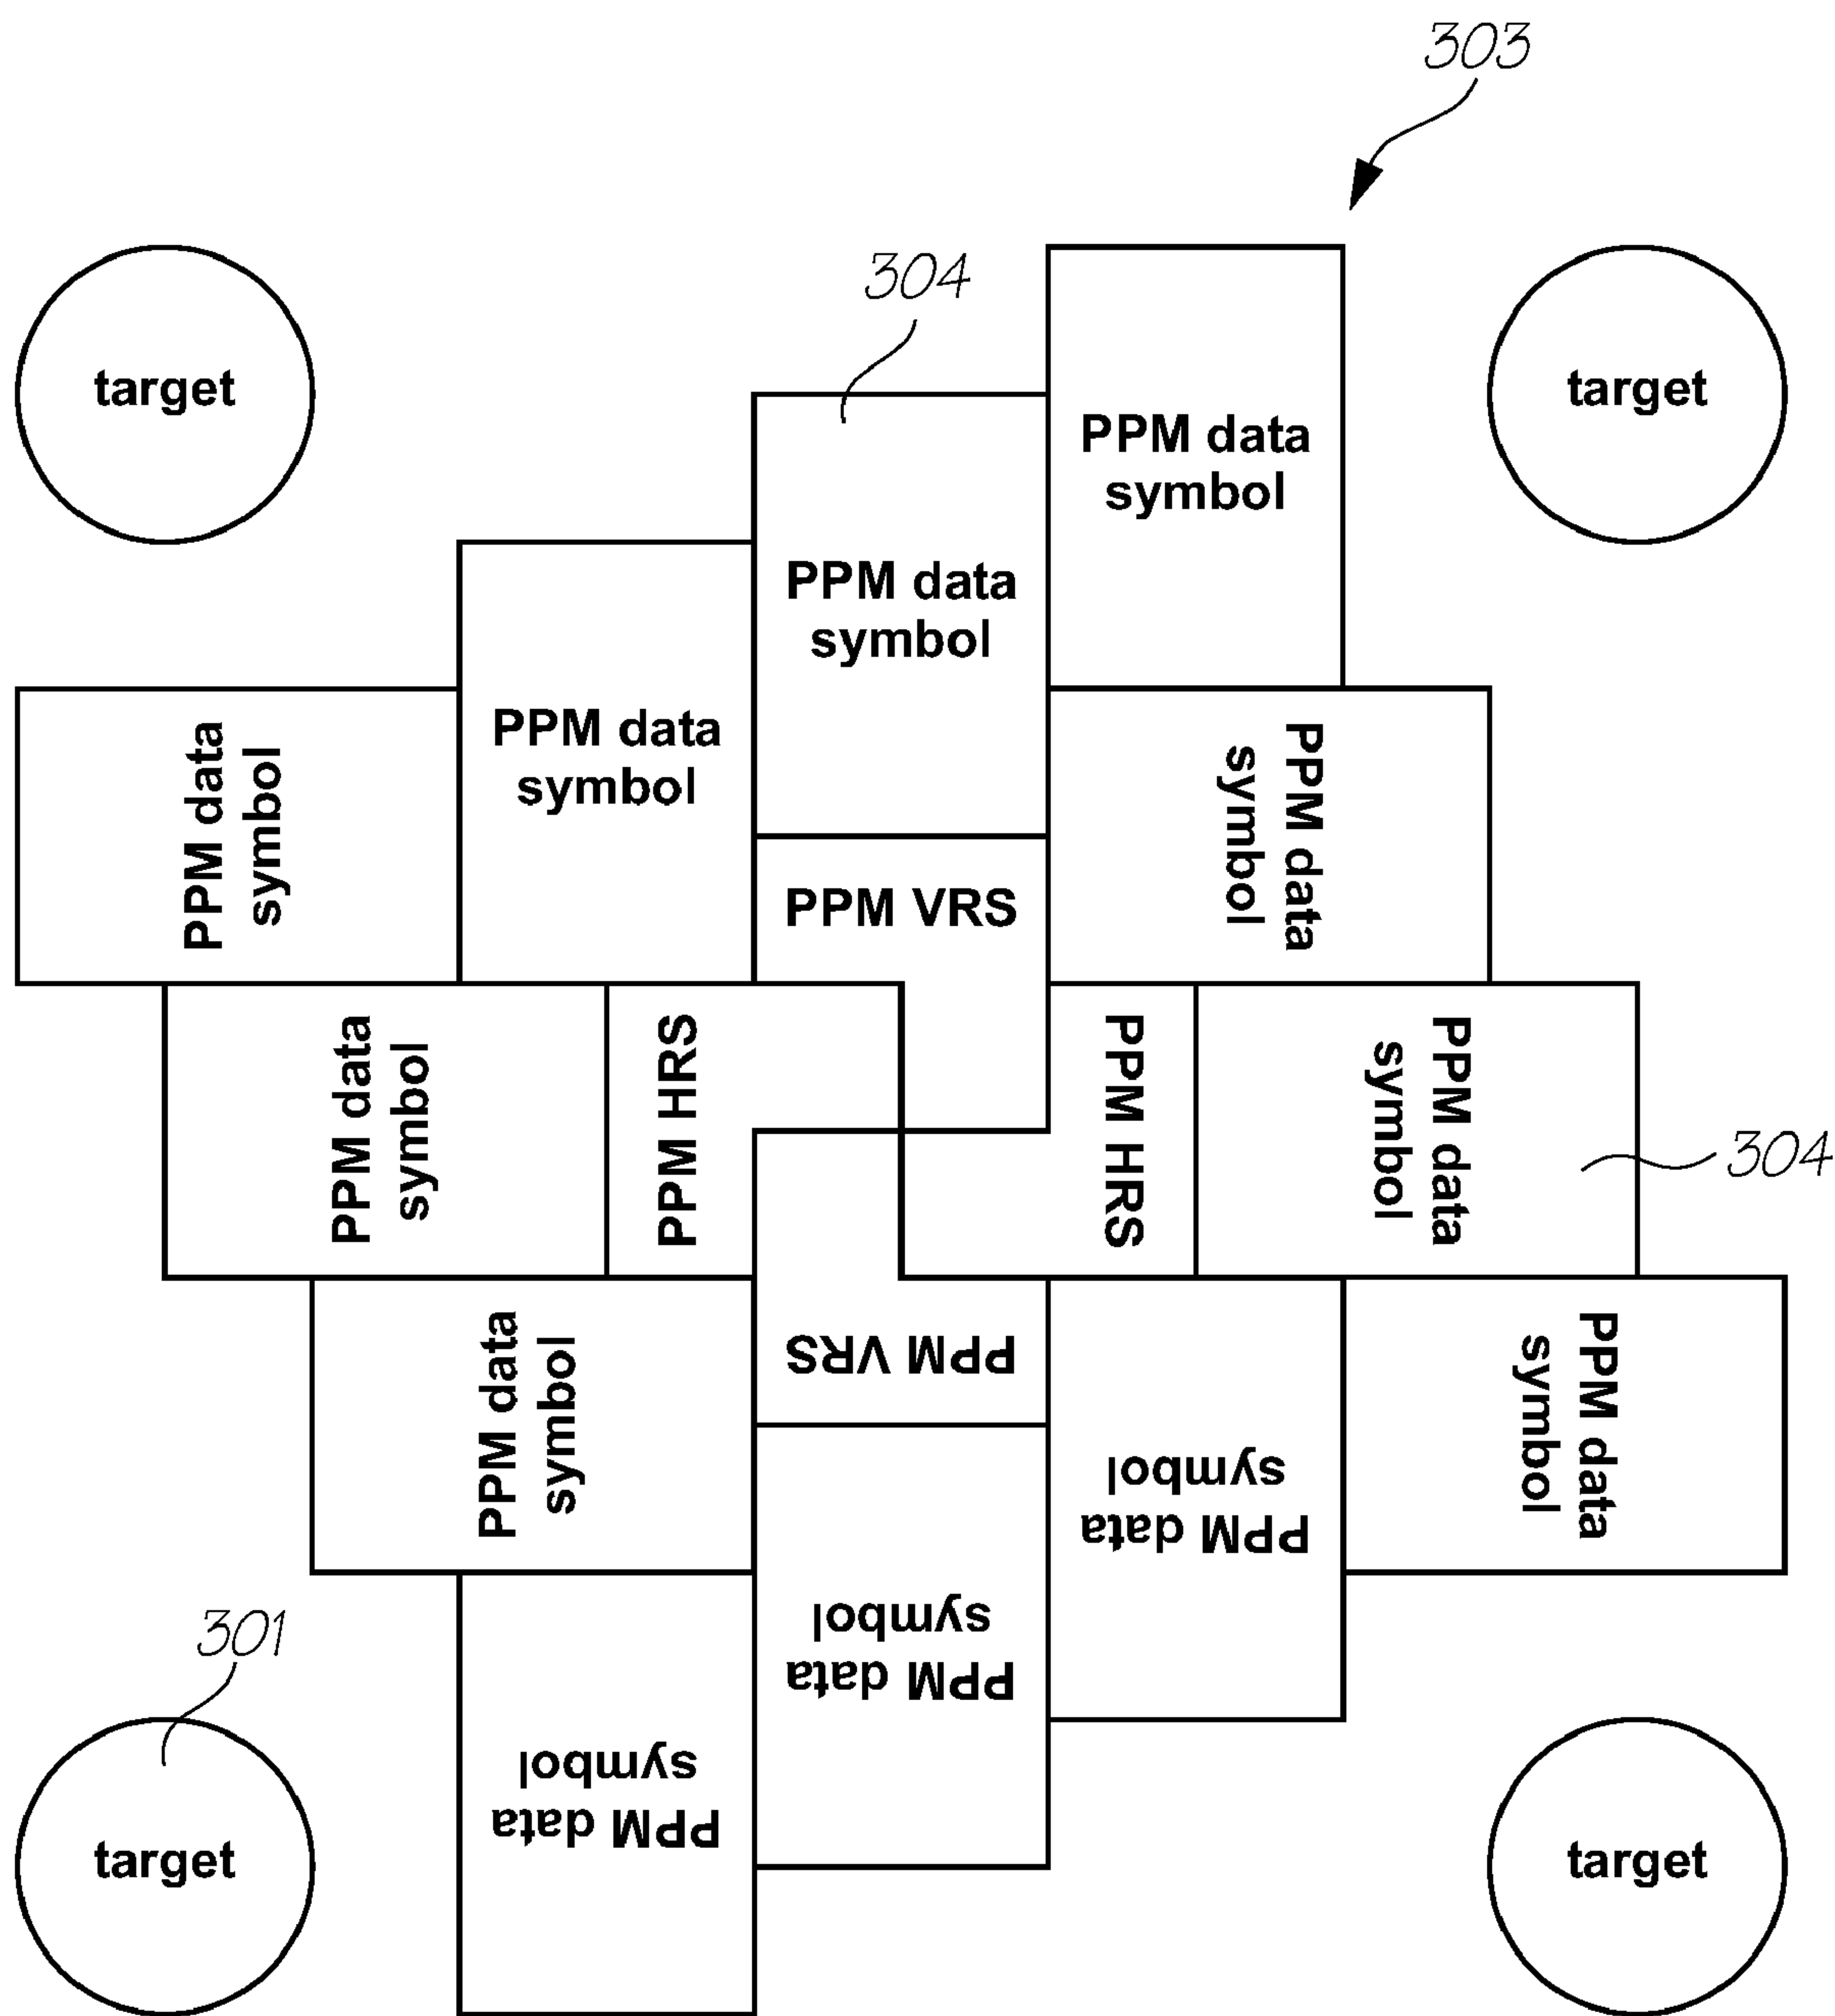 303
304
target
target
PPM data
symbol
PPM data
symbol
PPM data
symbol
PPM data
symbol
PPM data
symbol
PPM VRS
PPM data
symbol
PPM HRS
PPM HRS
PPM data
symbol
304
PPM data
symbol
PPM VRS
PPM data
symbol
PPM data
symbol
PPM data
symbol
301
PPM data
symbol
target
target